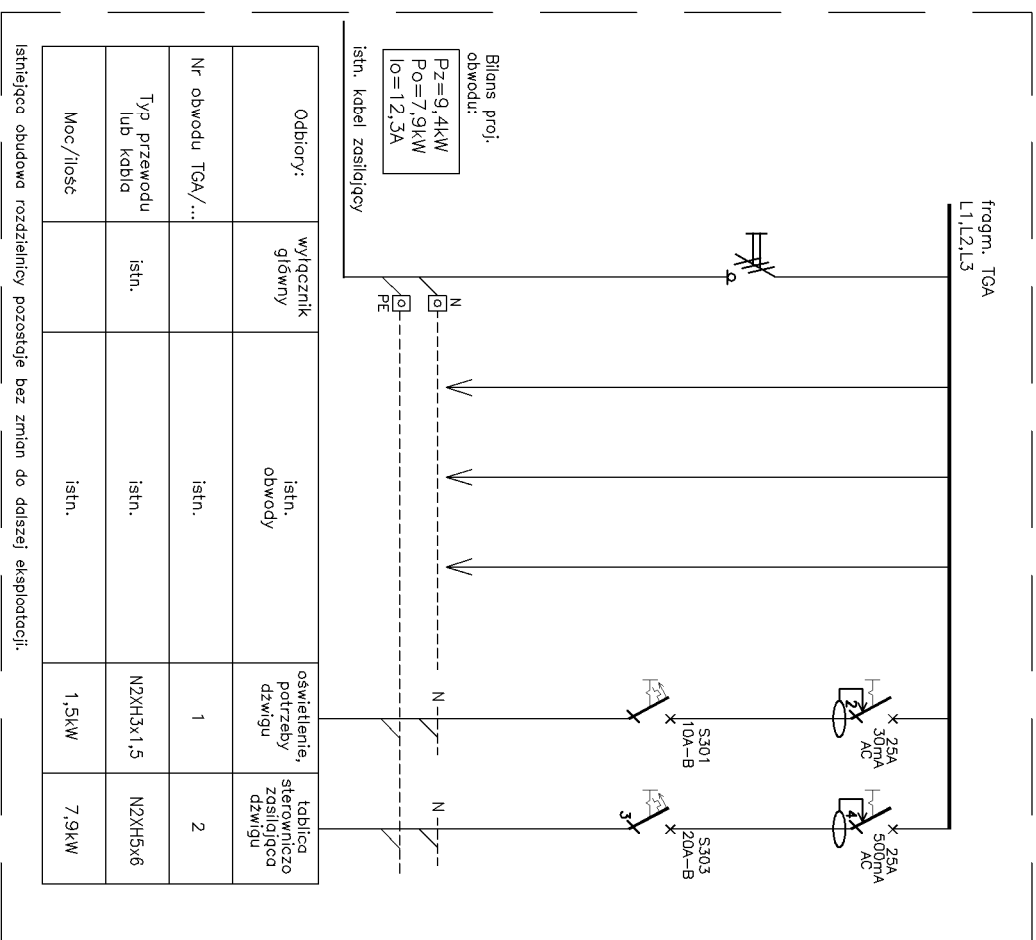 fragm. TGA
L1,L2,L3
25A
30mA
AC
2
25A
500mA
AC
4
S301
10A-B
S303
20A-B
3
Bilans proj.
obwodu:
Pz=9,4kW
Po=7,9kW
Io=12,3A
istn. kabel zasilający
N
PE
N
N
Odbiory:
wyłącznik
główny
istn.
obwody
oświetlenie,
potrzeby
dźwigu
tablica
sterowniczo
zasilająca
dźwigu
Nr obwodu TGA/...
istn.
1
2
Typ przewodu
lub kabla
istn.
istn.
N2XH3x1,5
N2XH5x6
Moc/ilość
istn.
1,5kW
7,9kW
Istniejąca obudowa rozdzielnicy pozostaje bez zmian do dalszej eksploatacji.